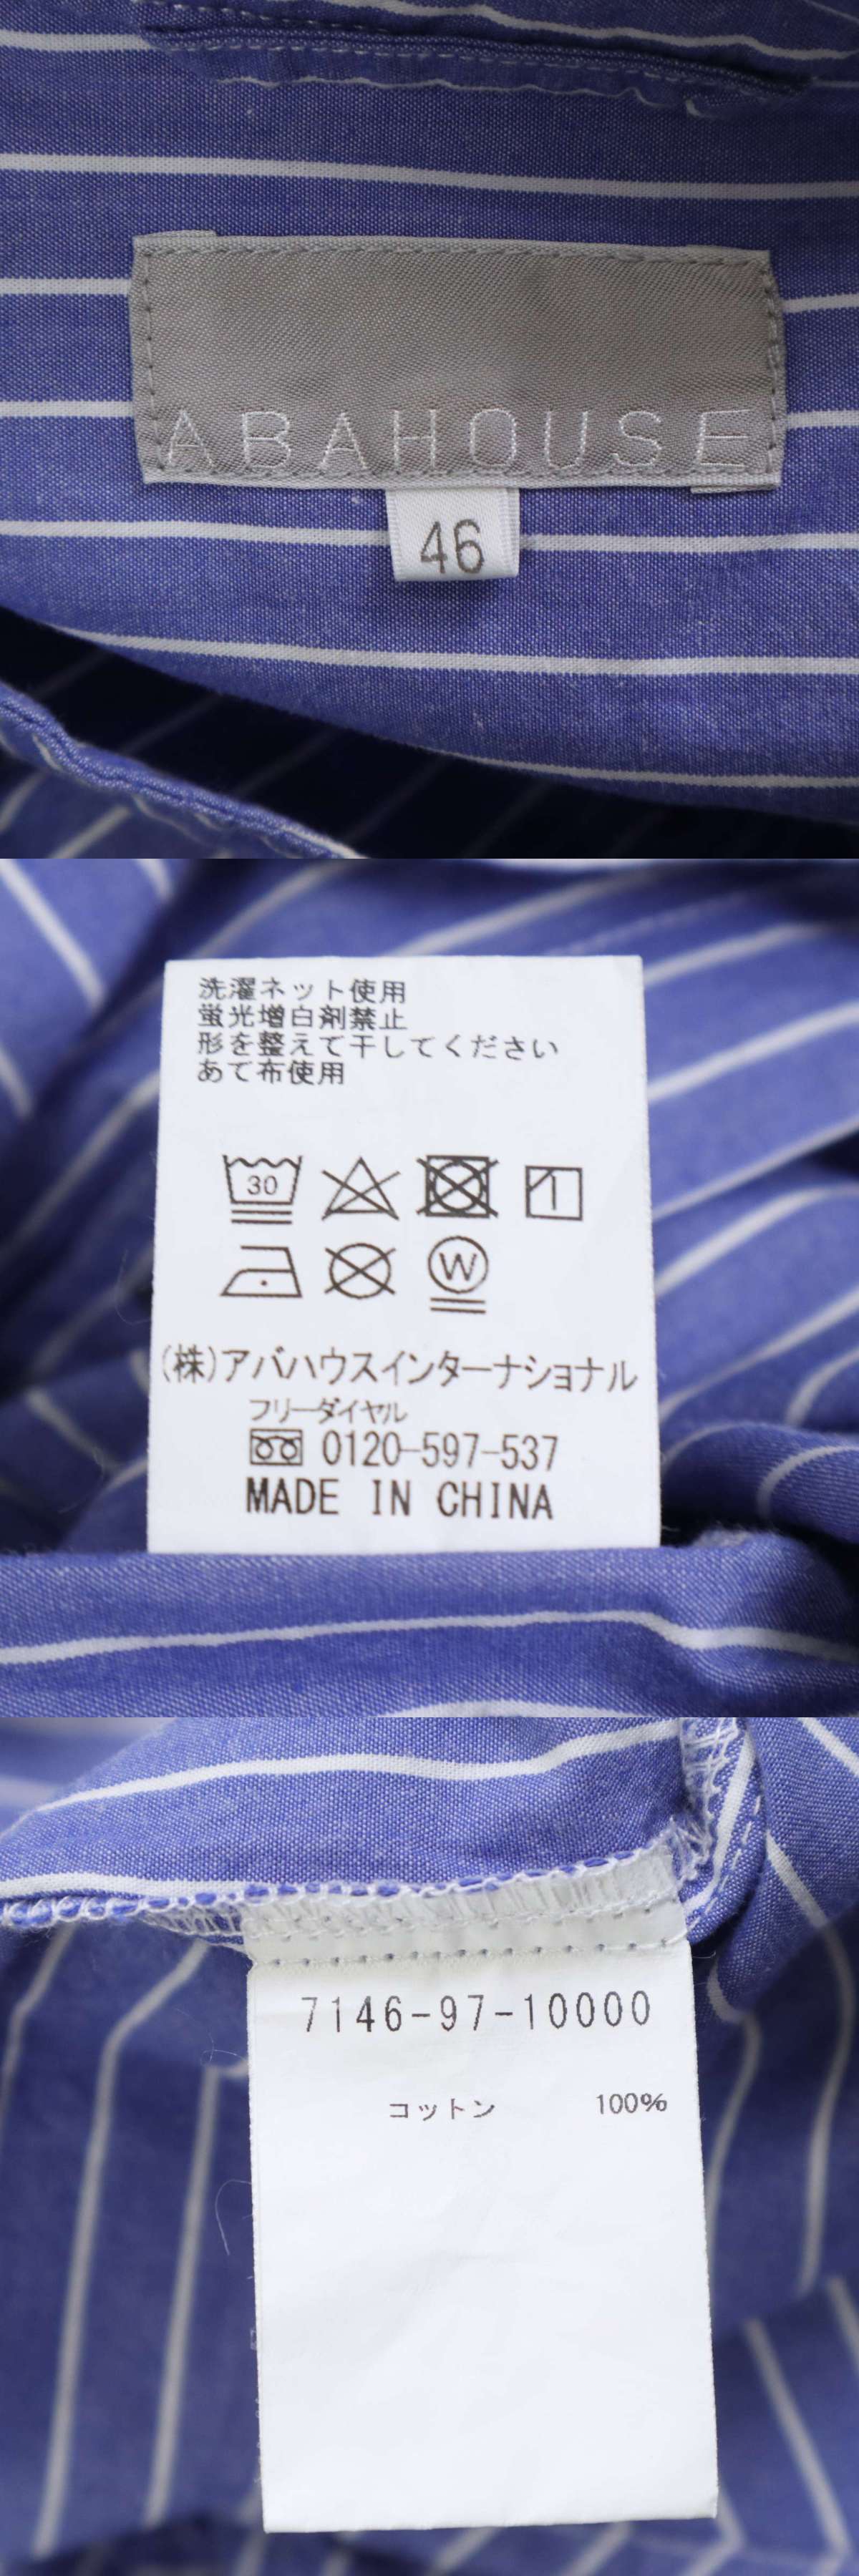 ABAHOUSE
46
洗濯ネット使用
蛍光増白剤禁止
形を整えて干してください
あて布使用
30
W
(株)アバハウスインターナショナル
フリーダイヤル
0120-597-537
MADE IN CHINA
7146-97-10000
コットン 100%